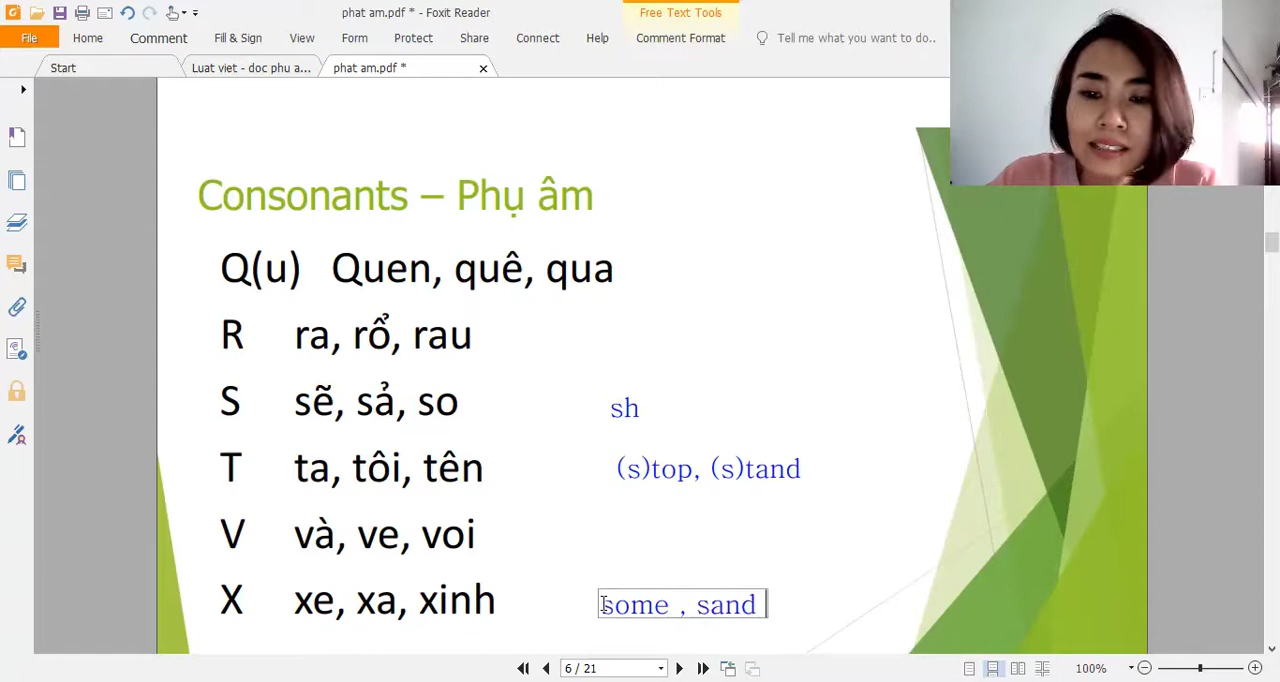 phat am.pdf * - Foxit Reader
Free Text Tools
File Home Comment Fill & Sign View Form Protect Share Connect Help Comment Format Tell me what you want to do..
Start Luat viet - doc phu a... phat am.pdf *
Consonants – Phụ âm
Q(u) Quen, quê, qua
R ra, rổ, rau
S sẽ, sả, so sh
T ta, tôi, tên (s)top, (s)tand
V và, ve, voi
X xe, xa, xinh some , sand
6 / 21 100%